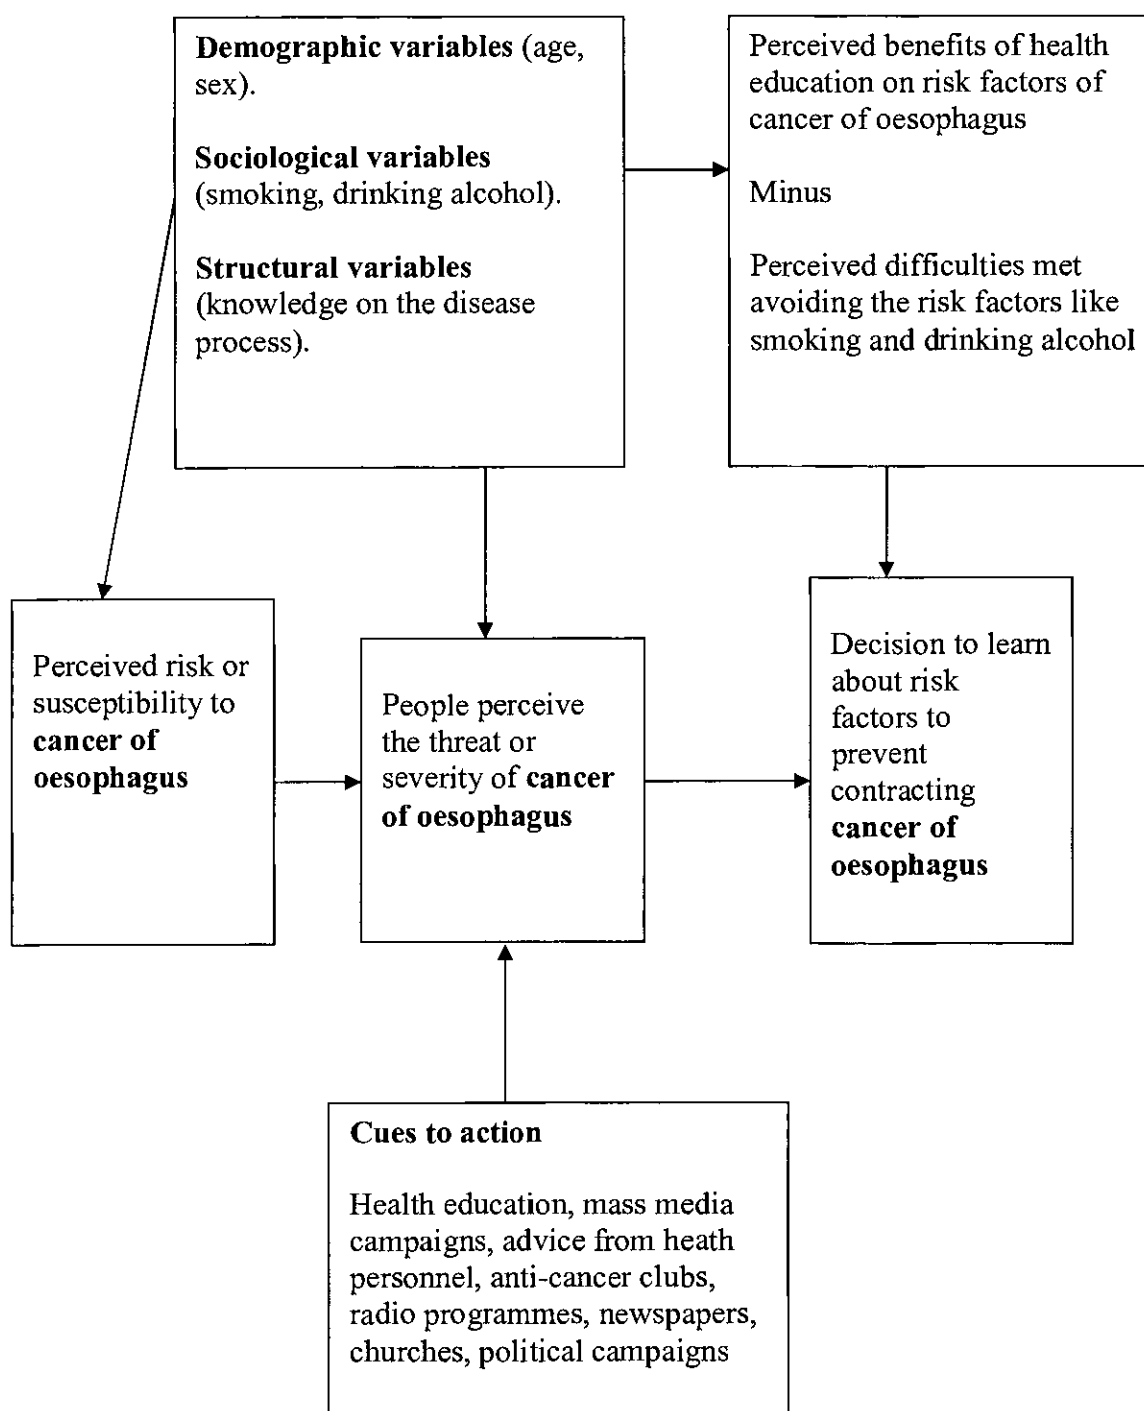 Demographic variables (age,
sex).
Sociological variables
(smoking, drinking alcohol).
Structural variables
(knowledge on the disease
process).
Perceived benefits of health
education on risk factors of
cancer of oesophagus
Minus
Perceived difficulties met
avoiding the risk factors like
smoking and drinking alcohol
Perceived risk or
susceptibility to
cancer of
oesophagus
People perceive
the threat or
severity of cancer
of oesophagus
Decision to learn
about risk
factors to
prevent
contracting
cancer of
oesophagus
Cues to action
Health education, mass media
campaigns, advice from heath
personnel, anti-cancer clubs,
radio programmes, newspapers,
churches, political campaigns